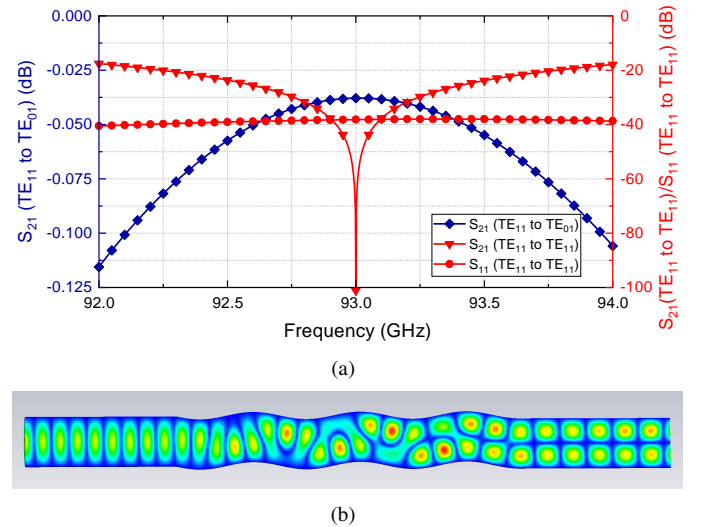 0.000
-0.025
-0.050
-0.075
-0.100
-0.125
S21 (TE11 to TE01) (dB)
0
-20
-40
-60
-80
-100
S21(TE11 to TE11)/S11 (TE11 to TE11) (dB)
S21 (TE11 to TE01)
S21 (TE11 to TE11)
S11 (TE11 to TE11)
92.0 92.5 93.0 93.5 94.0
Frequency (GHz)
(a)
(b)